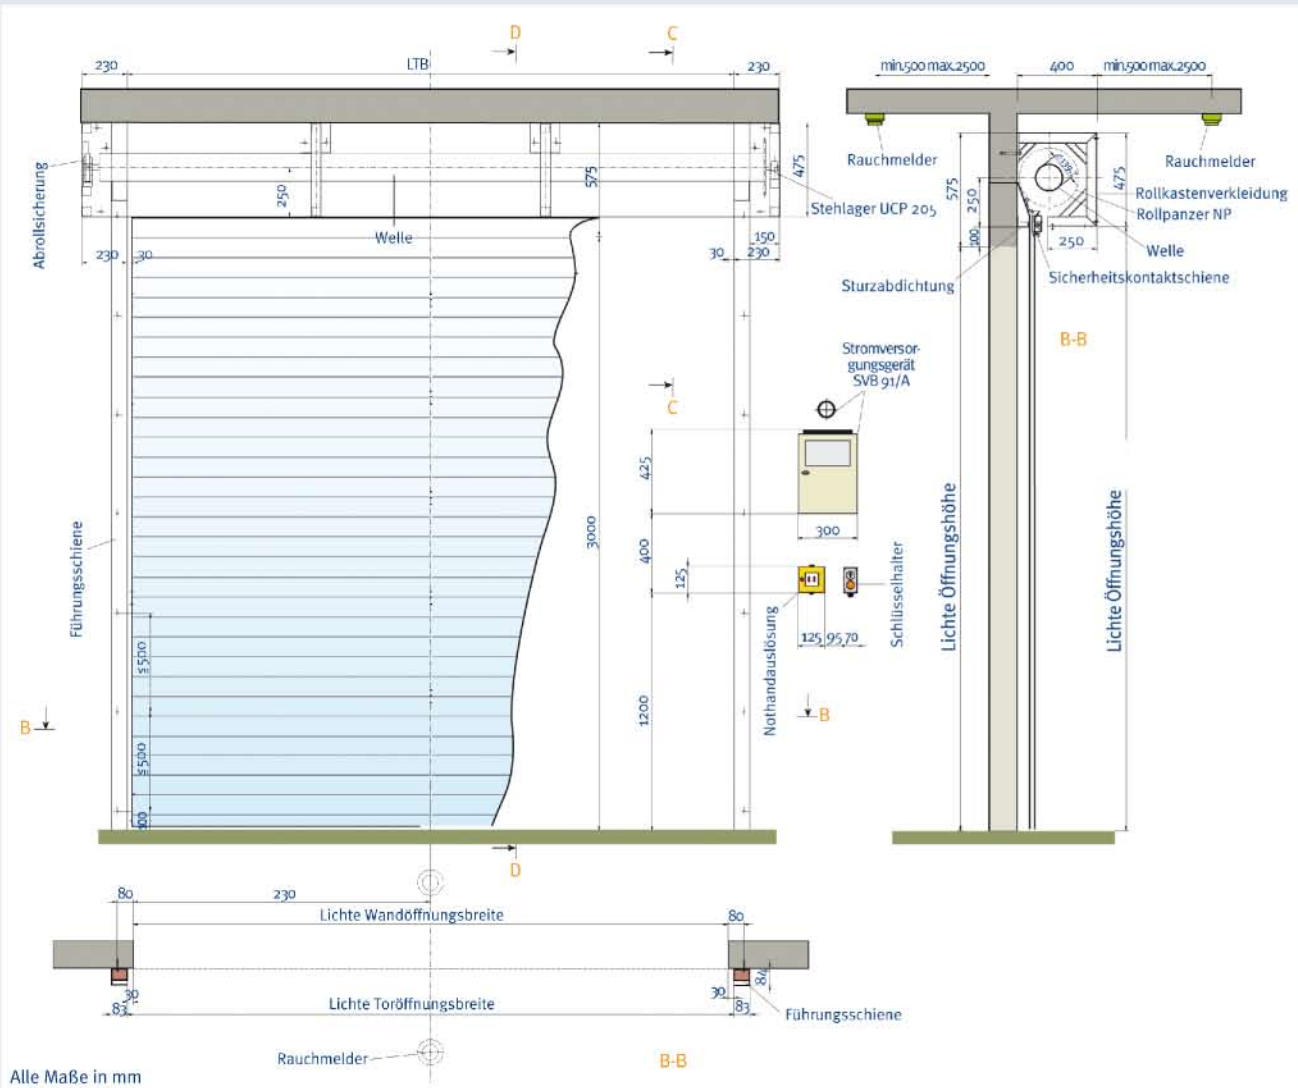 D
C
230
LTB
230
min.500 max.2500
400
min.500 max.2500
Abrollsicherung
250
575
475
Stehlager UCP 205
Welle
150
230
30
30
230
Rauchmelder
Rauchmelder
139
575
250
100
475
Rollkastenverkleidung
Rollpanzer NP
250
Welle
Sicherheitskontaktschiene
Sturzabdichtung
B-B
Stromversor-
gungsgerät
SVB 91/A
C
425
300
3000
400
125
Führungsschiene
Schlüsselhalter
Nothandauslösung
125
95
70
Lichte Öffnungshöhe
Lichte Öffnungshöhe
≤500
≤500
100
1200
B
B
D
80
230
Lichte Wandöffnungsbreite
80
84
30
30
Lichte Toröffnungsbreite
83
83
Führungsschiene
Rauchmelder
B-B
Alle Maße in mm